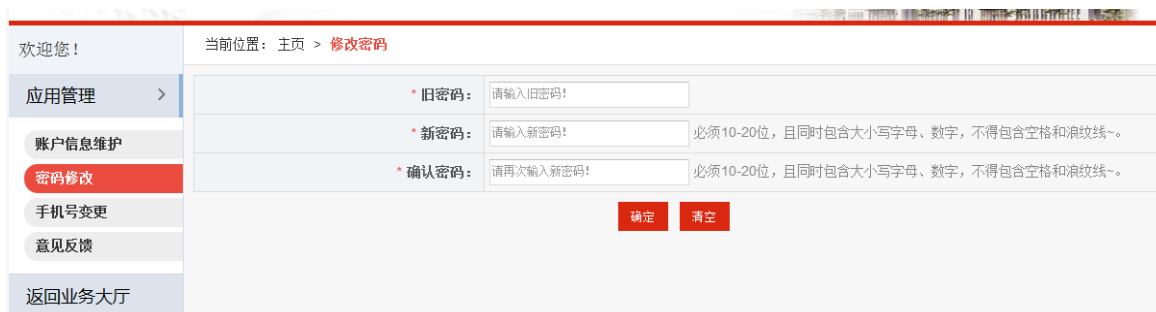 欢迎您！
当前位置： 主页 > 修改密码
应用管理 >
* 旧密码： 请输入旧密码!
* 新密码： 请输入新密码! 必须10-20位，且同时包含大小写字母、数字，不得包含空格和浪纹线~。
账户信息维护
* 确认密码： 请再次输入新密码! 必须10-20位，且同时包含大小写字母、数字，不得包含空格和浪纹线~。
密码修改
确定 清空
手机号变更
意见反馈
返回业务大厅